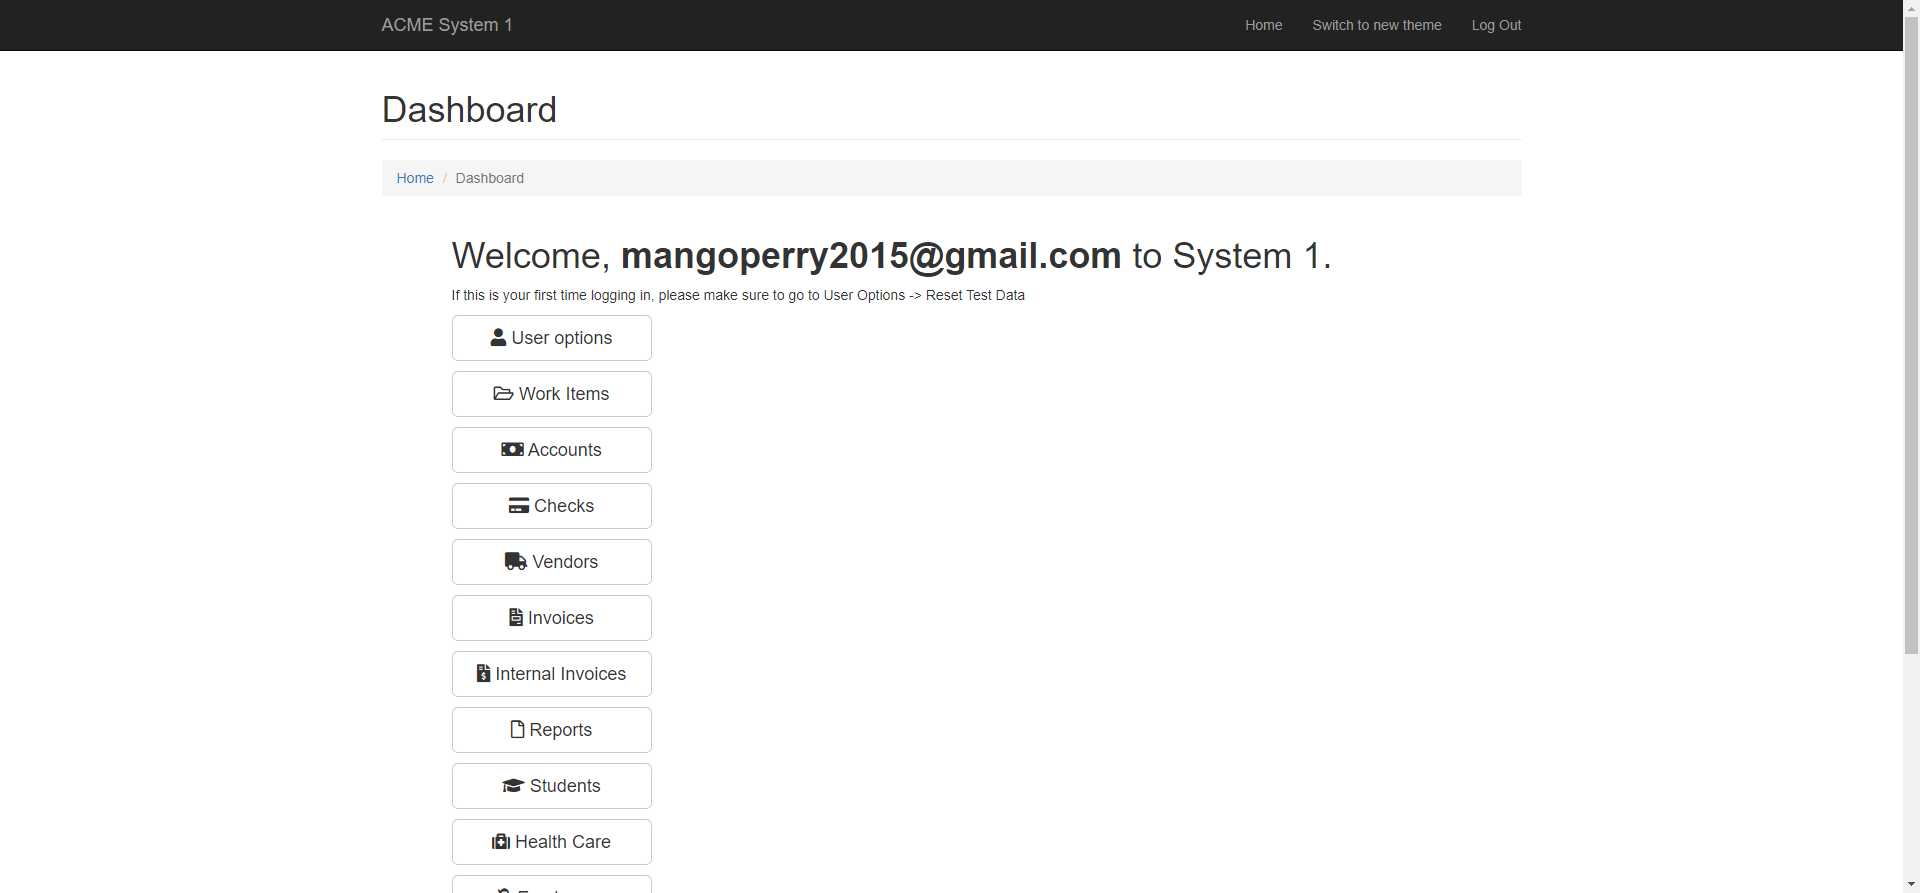 ACME System 1
Home
Switch to new theme
Log Out
Dashboard
Home / Dashboard
Welcome, mangoperry2015@gmail.com to System 1.
If this is your first time logging in, please make sure to go to User Options -> Reset Test Data
User options
Work Items
Accounts
Checks
Vendors
Invoices
Internal Invoices
Reports
Students
Health Care